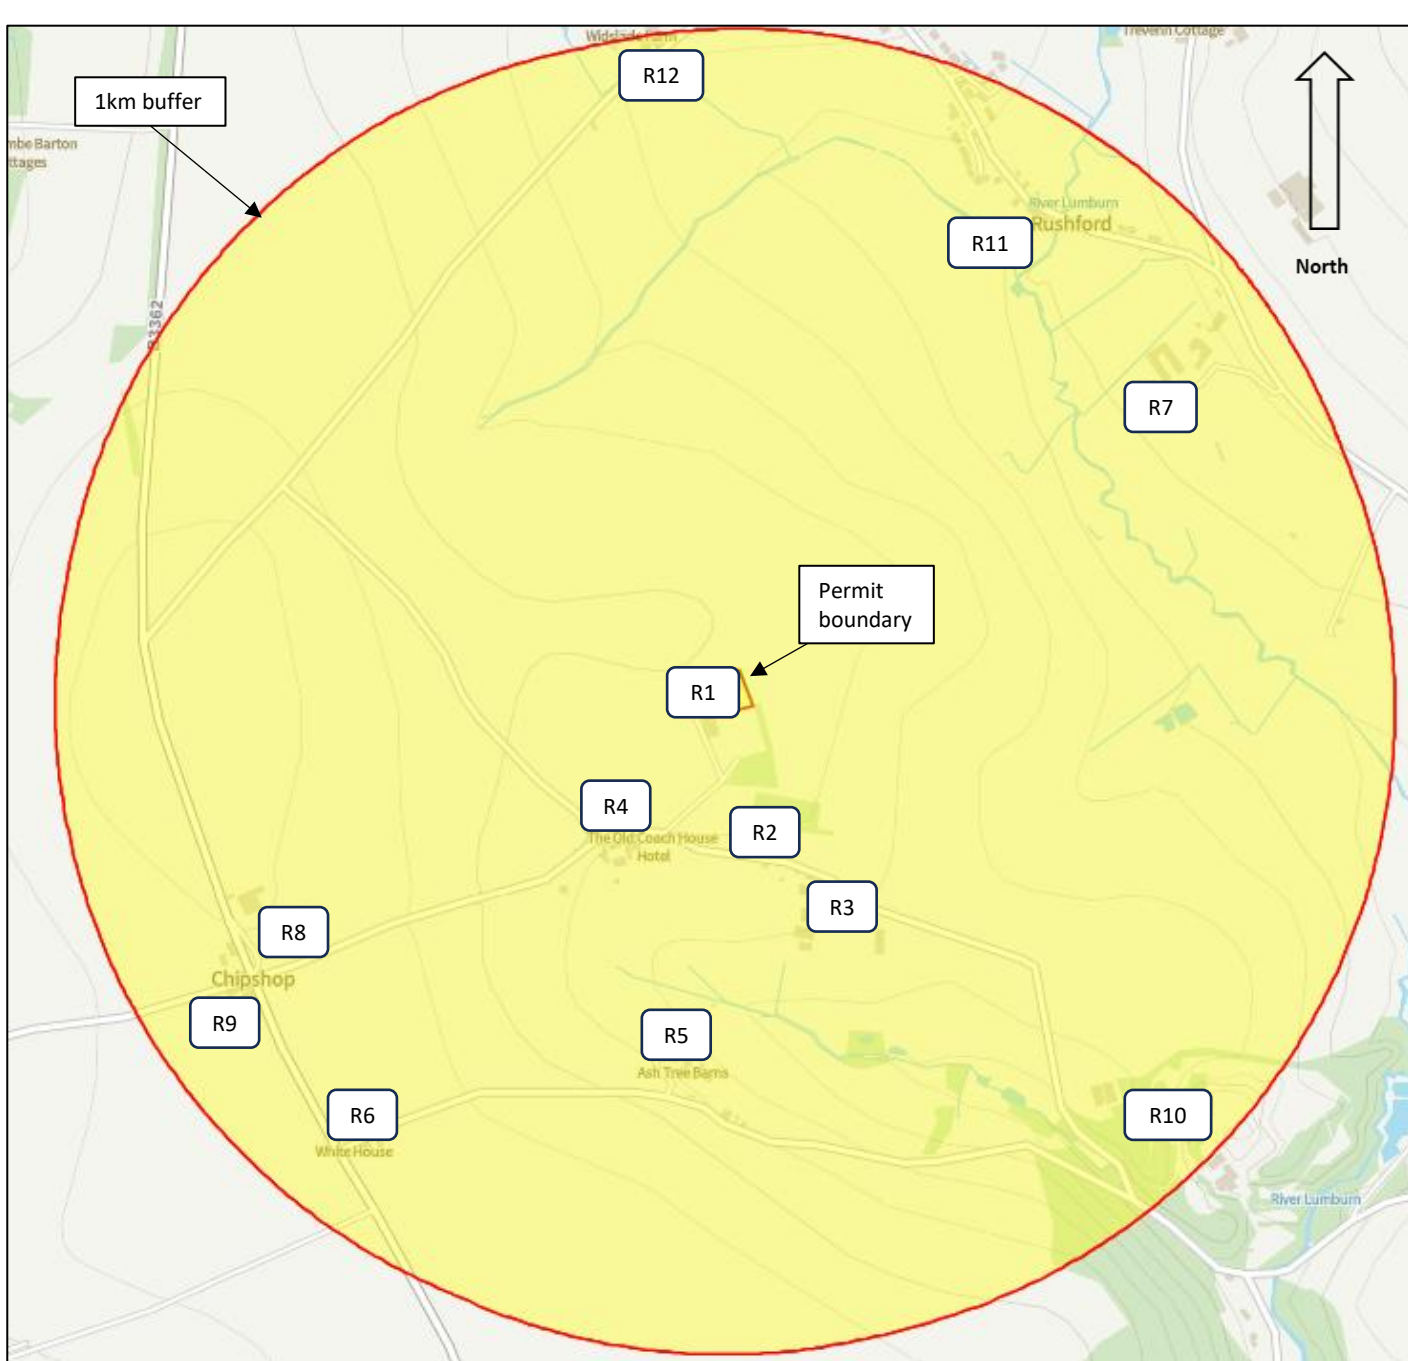 Widslade Farm
Treverin Cottage
R12
1km buffer
mbe Barton
ttages
River Lumburn
Rushford
R11
North
B3362
R7
Permit
boundary
R1
R4
R2
The Old Coach House
Hotel
R3
R8
Chipshop
R9
R5
Ash Tree Barns
R6
R10
White House
River Lumburn